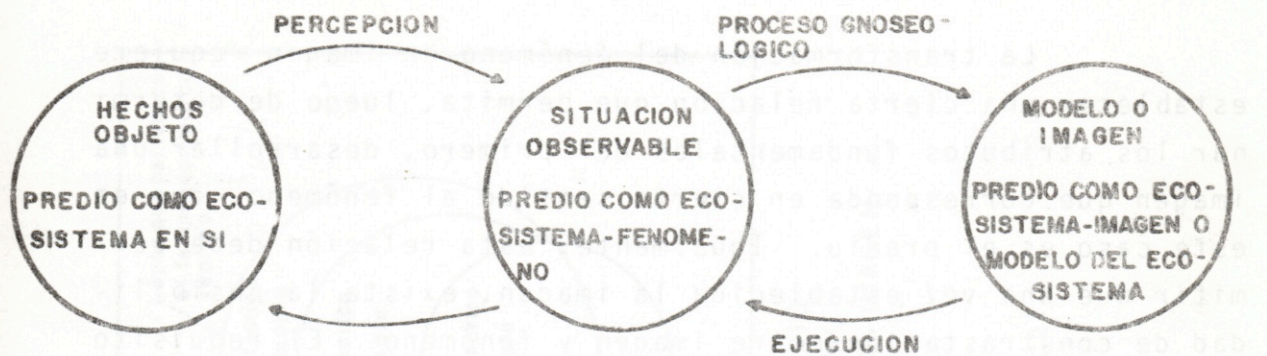 PERCEPCION
PROCESO GNOSEO-
LOGICO
HECHOS
OBJETO
PREDIO COMO ECO-
SISTEMA EN SI
SITUACION
OBSERVABLE
PREDIO COMO ECO-
SISTEMA-FENOME-
NO
MODELO O
IMAGEN
PREDIO COMO ECO-
SISTEMA-IMAGEN O
MODELO DEL ECO-
SISTEMA
EJECUCION